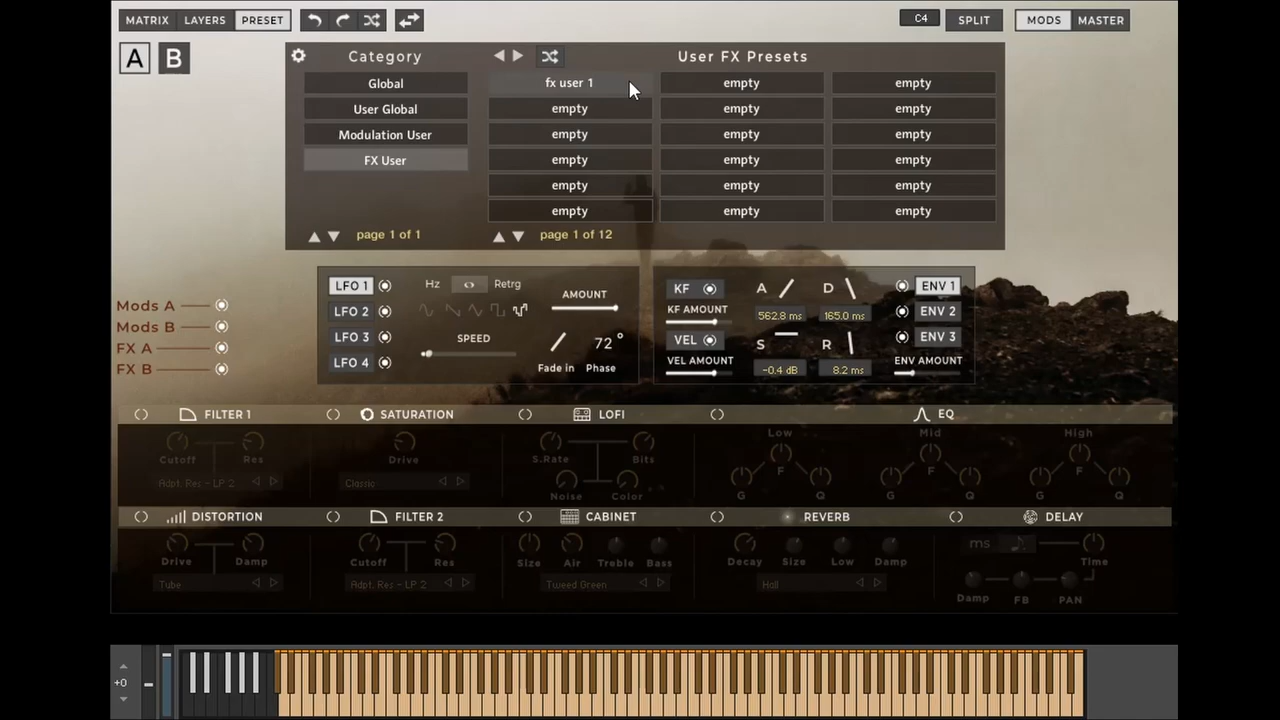 MATRIX LAYERS PRESET C4 SPLIT MODS MASTER
A B
Category User FX Presets
Global fx user 1 empty empty
User Global empty empty empty
Modulation User empty empty empty
FX User empty empty empty
empty empty empty
empty empty empty
page 1 of 1 page 1 of 12
LFO 1 Hz Retrg KF A D ENV 1
AMOUNT
Mods A LFO 2 KF AMOUNT 562.8 ms 165.0 ms ENV 2
Mods B LFO 3 SPEED VEL S R ENV 3
FX A 72°
FX B LFO 4 Fade in Phase VEL AMOUNT -0.4 dB 8.2 ms ENV AMOUNT
FILTER 1 SATURATION LOFI EQ
Low Mid High
Cutoff Res Drive S.Rate Bits F F F
Adpt. Res - LP 2 Classic
Noise Color G Q G Q G Q
DISTORTION FILTER 2 CABINET REVERB DELAY
ms
Drive Damp Cutoff Res Size Air Treble Bass Decay Size Low Damp Time
Tube Adpt. Res - LP 2 Tweed Green Hall
Damp FB PAN
+0